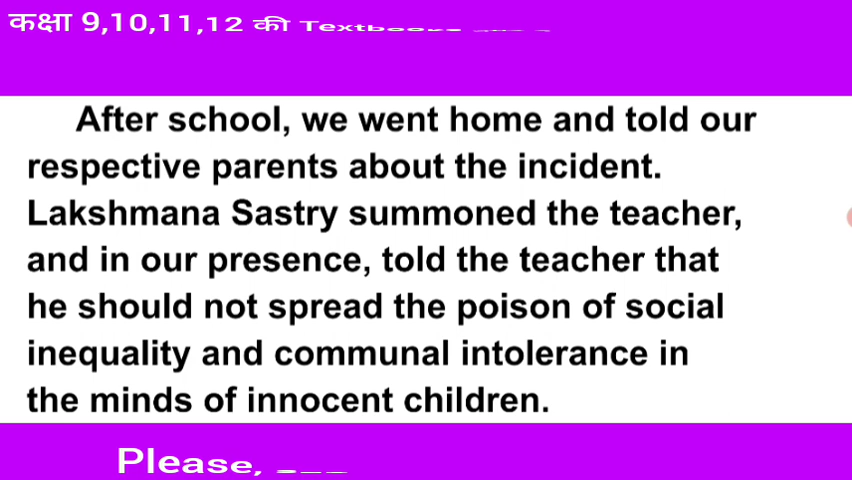 कक्षा 9,10,11,12 की
After school, we went home and told our
respective parents about the incident.
Lakshmana Sastry summoned the teacher,
and in our presence, told the teacher that
he should not spread the poison of social
inequality and communal intolerance in
the minds of innocent children.
Please,